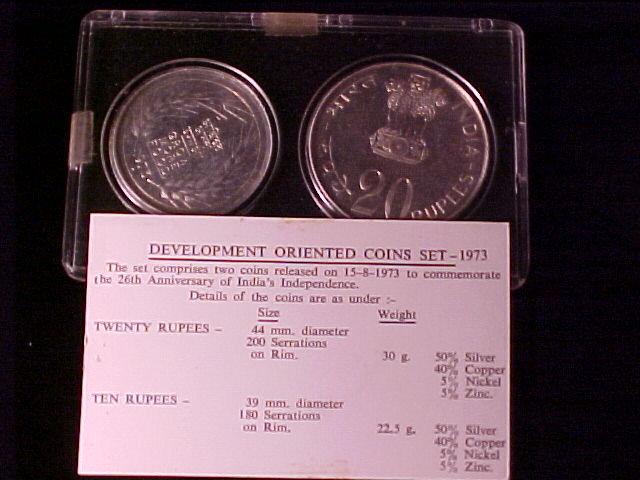 भारत INDIA
20
RUPEES
DEVELOPMENT ORIENTED COINS SET – 1973
The set comprises two coins released on 15-8-1973 to commemorate
the 26th Anniversary of India's Independence.
Details of the coins are as under :-
Size Weight
TWENTY RUPEES – 44 mm. diameter
200 Serrations
on Rim. 30 g. 50% Silver
40% Copper
5% Nickel
5% Zinc.
TEN RUPEES – 39 mm. diameter
180 Serrations
on Rim. 22.5 g. 50% Silver
40% Copper
5% Nickel
5% Zinc.